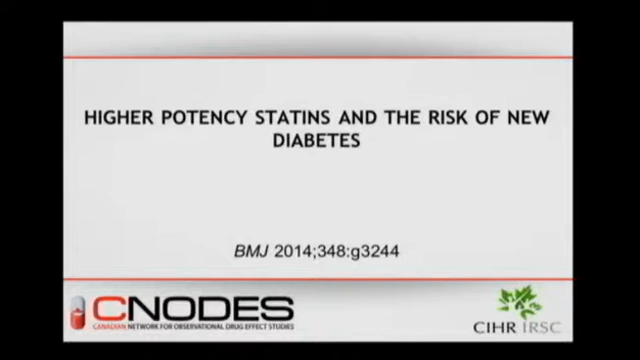 HIGHER POTENCY STATINS AND THE RISK OF NEW
DIABETES
BMJ 2014;348:g3244
CNODES
CANADIAN NETWORK FOR OBSERVATIONAL DRUG EFFECT STUDIES
CIHR IRSC